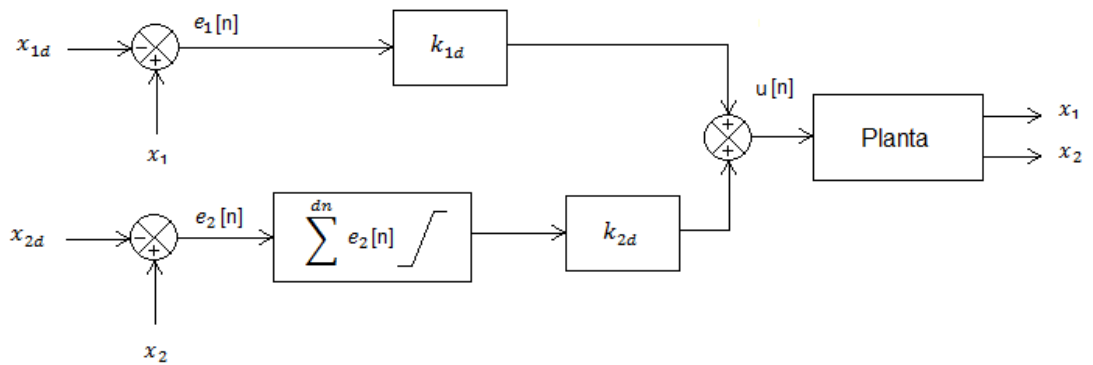 x₁d
e₁[n]
−
+
x₁
k₁d
+
+
u[n]
Planta
x₁
x₂
x₂d
e₂[n]
−
+
x₂
dn
∑ e₂[n]
k₂d